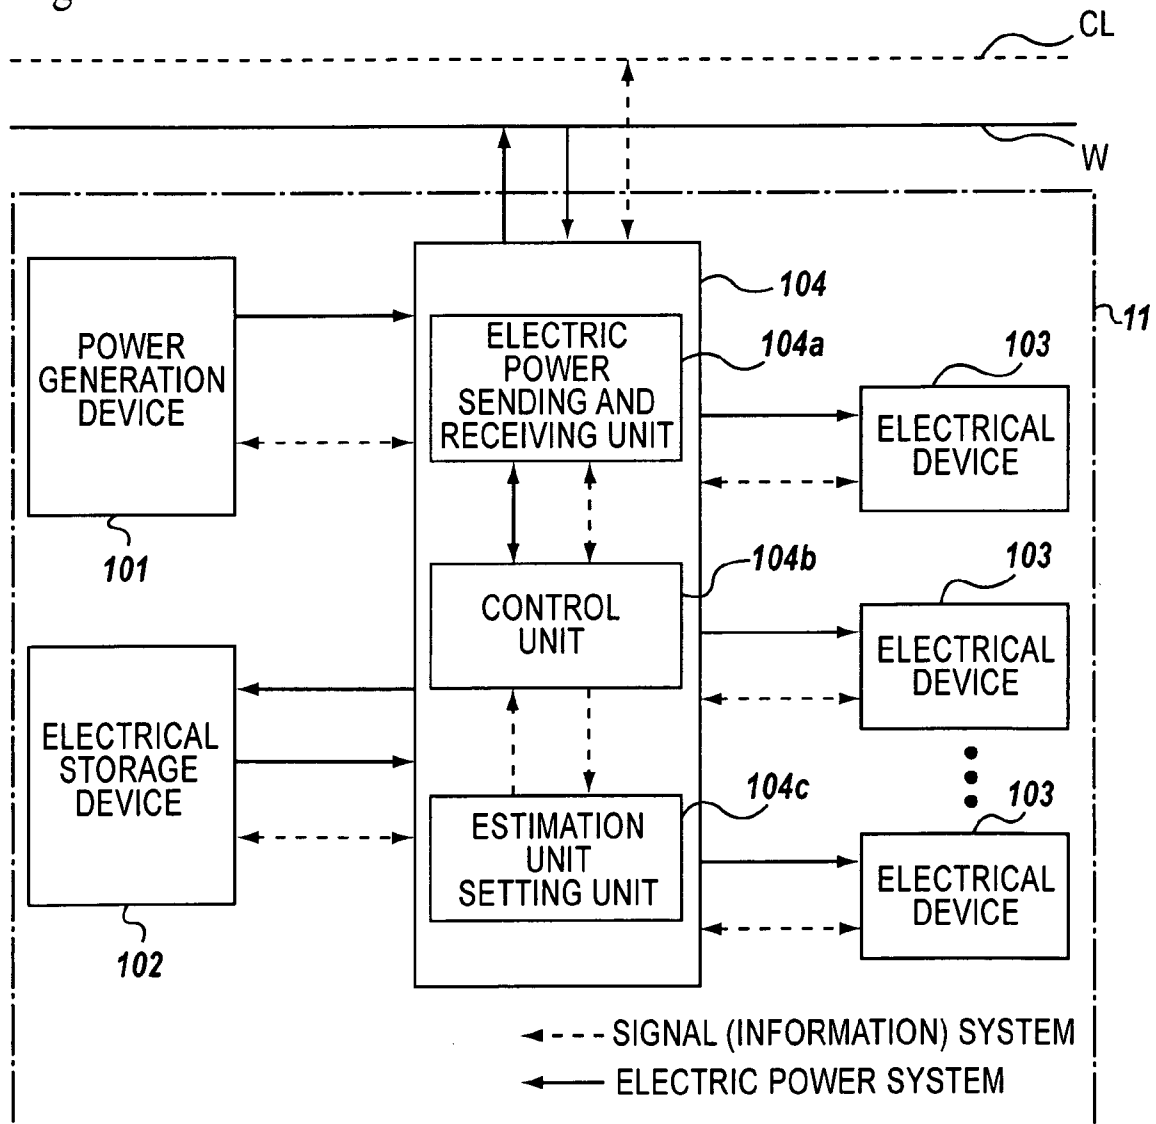 CL
W
104
11
POWER
GENERATION
DEVICE
101
ELECTRIC
POWER
SENDING AND
RECEIVING UNIT
104a
103
ELECTRICAL
DEVICE
CONTROL
UNIT
104b
103
ELECTRICAL
DEVICE
ELECTRICAL
STORAGE
DEVICE
102
ESTIMATION
UNIT
SETTING UNIT
104c
103
ELECTRICAL
DEVICE
SIGNAL (INFORMATION) SYSTEM
ELECTRIC POWER SYSTEM